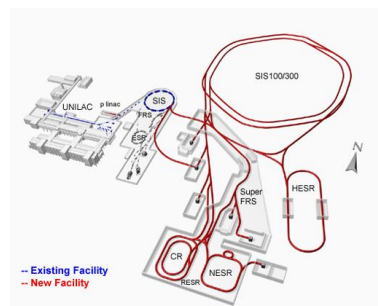 SIS100/300
SIS
p linac
UNILAC
FRS
ESR
Super
FRS
HESR
CR
RESR
NESR
-- Existing Facility
-- New Facility